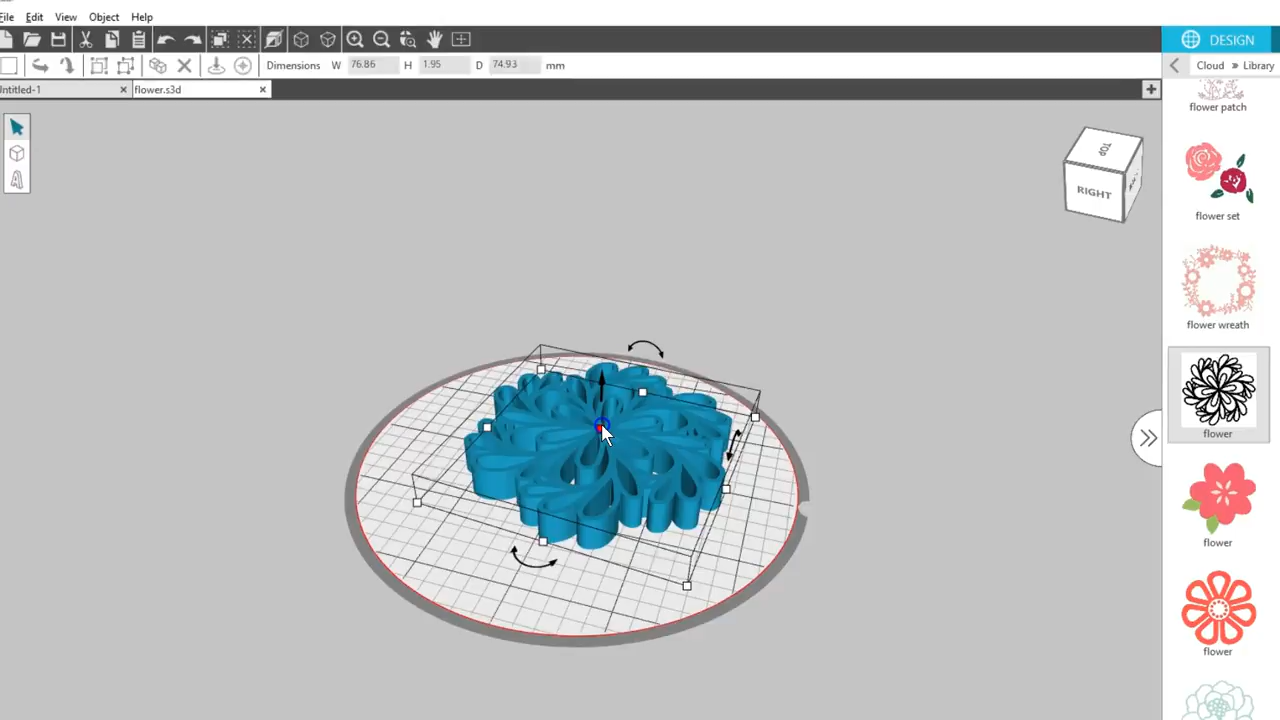 File Edit View Object Help
DESIGN
Dimensions W 76.86 H 1.95 D 74.93 mm
Cloud » Library
Untitled-1 × flower.s3d ×
flower patch
TOP
RIGHT
flower set
flower wreath
flower
flower
flower